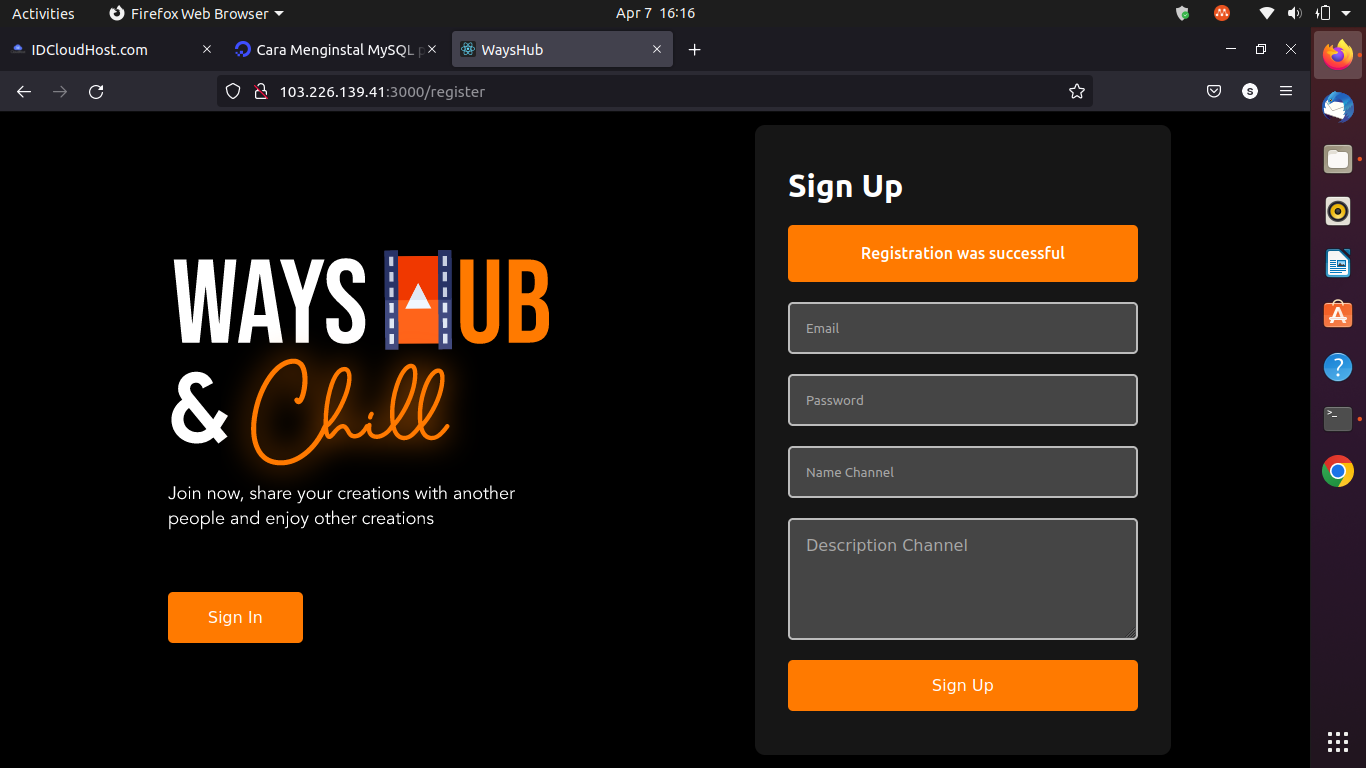 Activities
Firefox Web Browser
Apr 7 16:16
IDCloudHost.com
Cara Menginstal MySQL p
WaysHub
103.226.139.41:3000/register
S
WAYS HUB
& Chill
Join now, share your creations with another
people and enjoy other creations
Sign In
Sign Up
Registration was successful
Email
Password
Name Channel
Description Channel
Sign Up